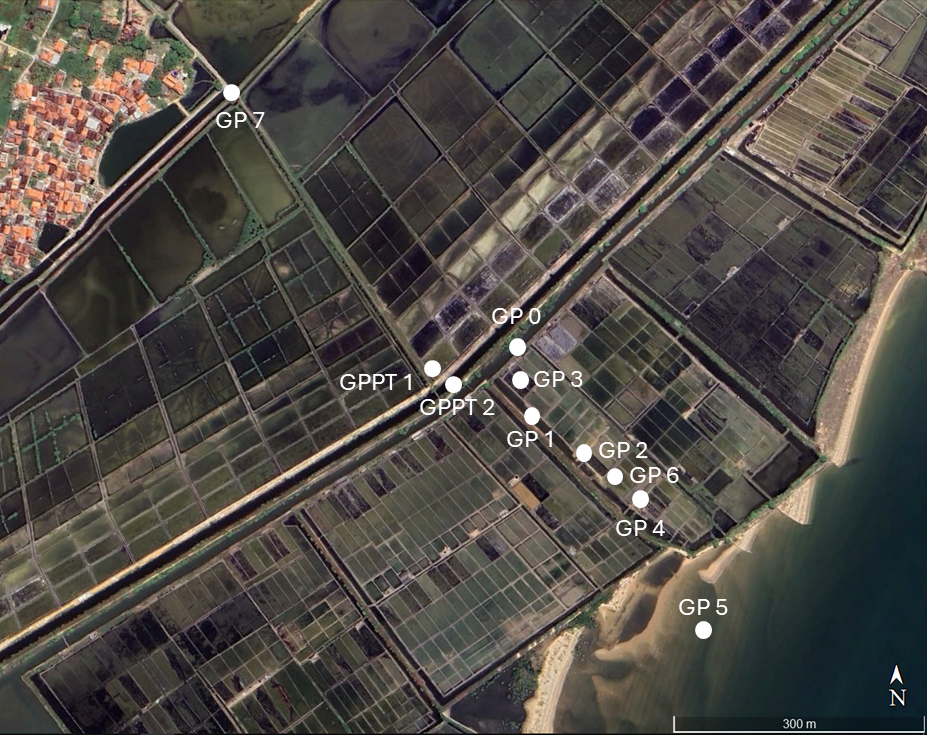 GP 7
GP 0
GPPT 1
GP 3
GPPT 2
GP 1
GP 2
GP 6
GP 4
GP 5
N
300 m